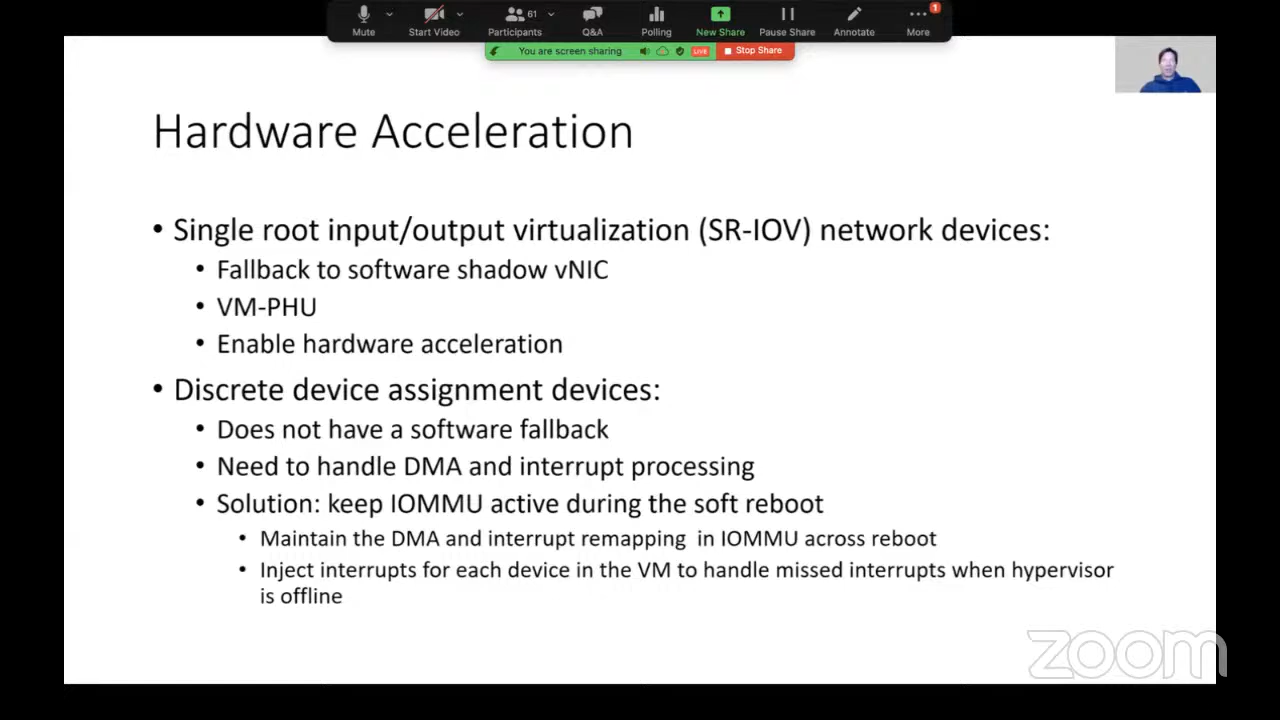 Mute
Start Video
61
Participants
Q&A
Polling
New Share
Pause Share
Annotate
1
More
You are screen sharing
LIVE
Stop Share
Hardware Acceleration
• Single root input/output virtualization (SR-IOV) network devices:
• Fallback to software shadow vNIC
• VM-PHU
• Enable hardware acceleration
• Discrete device assignment devices:
• Does not have a software fallback
• Need to handle DMA and interrupt processing
• Solution: keep IOMMU active during the soft reboot
• Maintain the DMA and interrupt remapping in IOMMU across reboot
• Inject interrupts for each device in the VM to handle missed interrupts when hypervisor
is offline
zoom